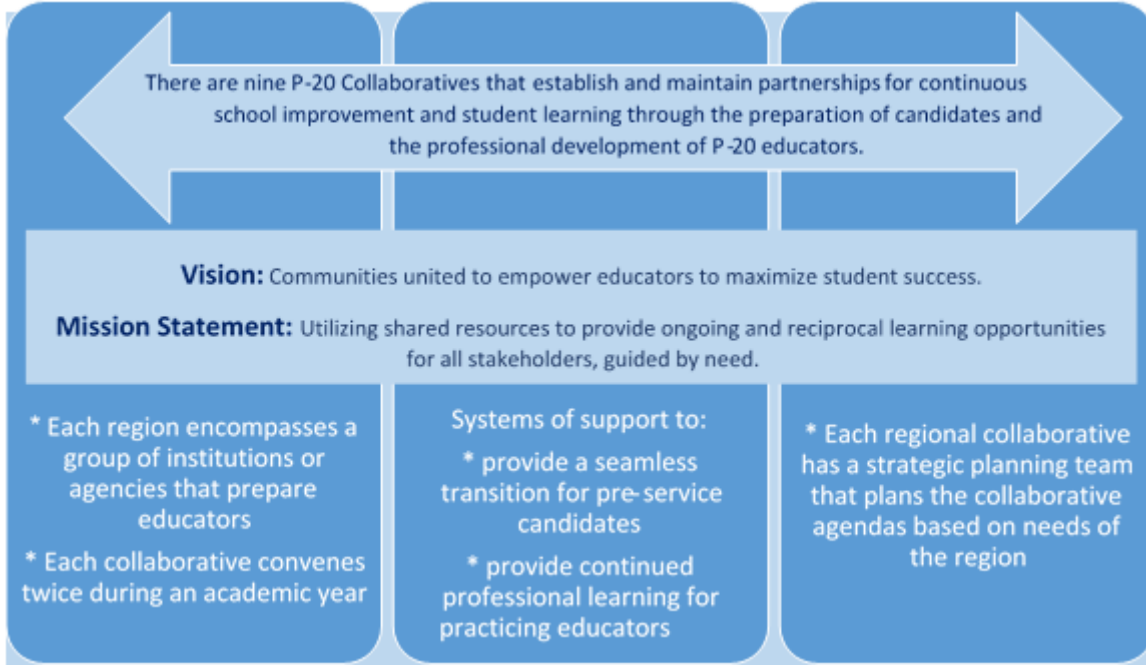 There are nine P-20 Collaboratives that establish and maintain partnerships for continuous
school improvement and student learning through the preparation of candidates and
the professional development of P-20 educators.
Vision: Communities united to empower educators to maximize student success.
Mission Statement: Utilizing shared resources to provide ongoing and reciprocal learning opportunities
for all stakeholders, guided by need.
* Each region encompasses a
group of institutions or
agencies that prepare
educators
* Each collaborative convenes
twice during an academic year
Systems of support to:
* provide a seamless
transition for pre-service
candidates
* provide continued
professional learning for
practicing educators
* Each regional collaborative
has a strategic planning team
that plans the collaborative
agendas based on needs of
the region